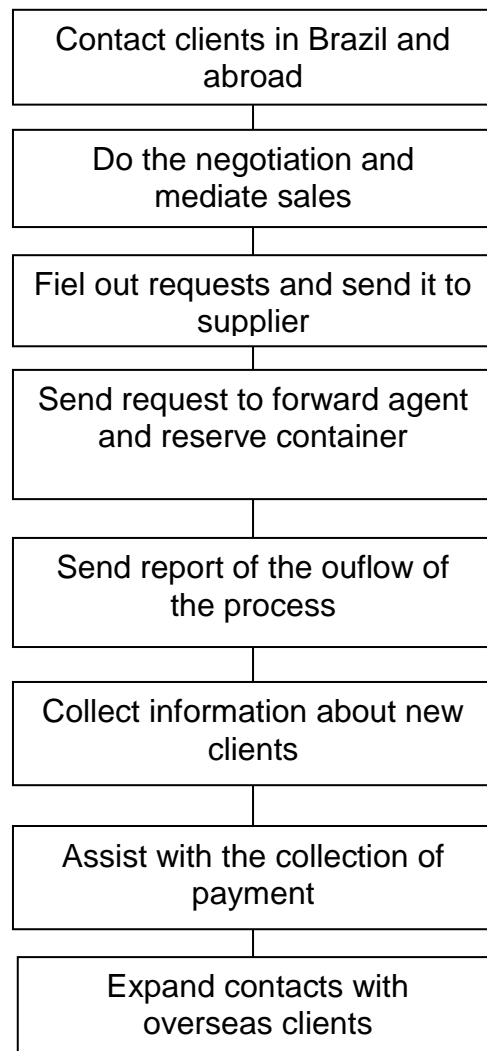 Contact clients in Brazil and
abroad
Do the negotiation and
mediate sales
Fiel out requests and send it to
supplier
Send request to forward agent
and reserve container
Send report of the ouflow of
the process
Collect information about new
clients
Assist with the collection of
payment
Expand contacts with
overseas clients